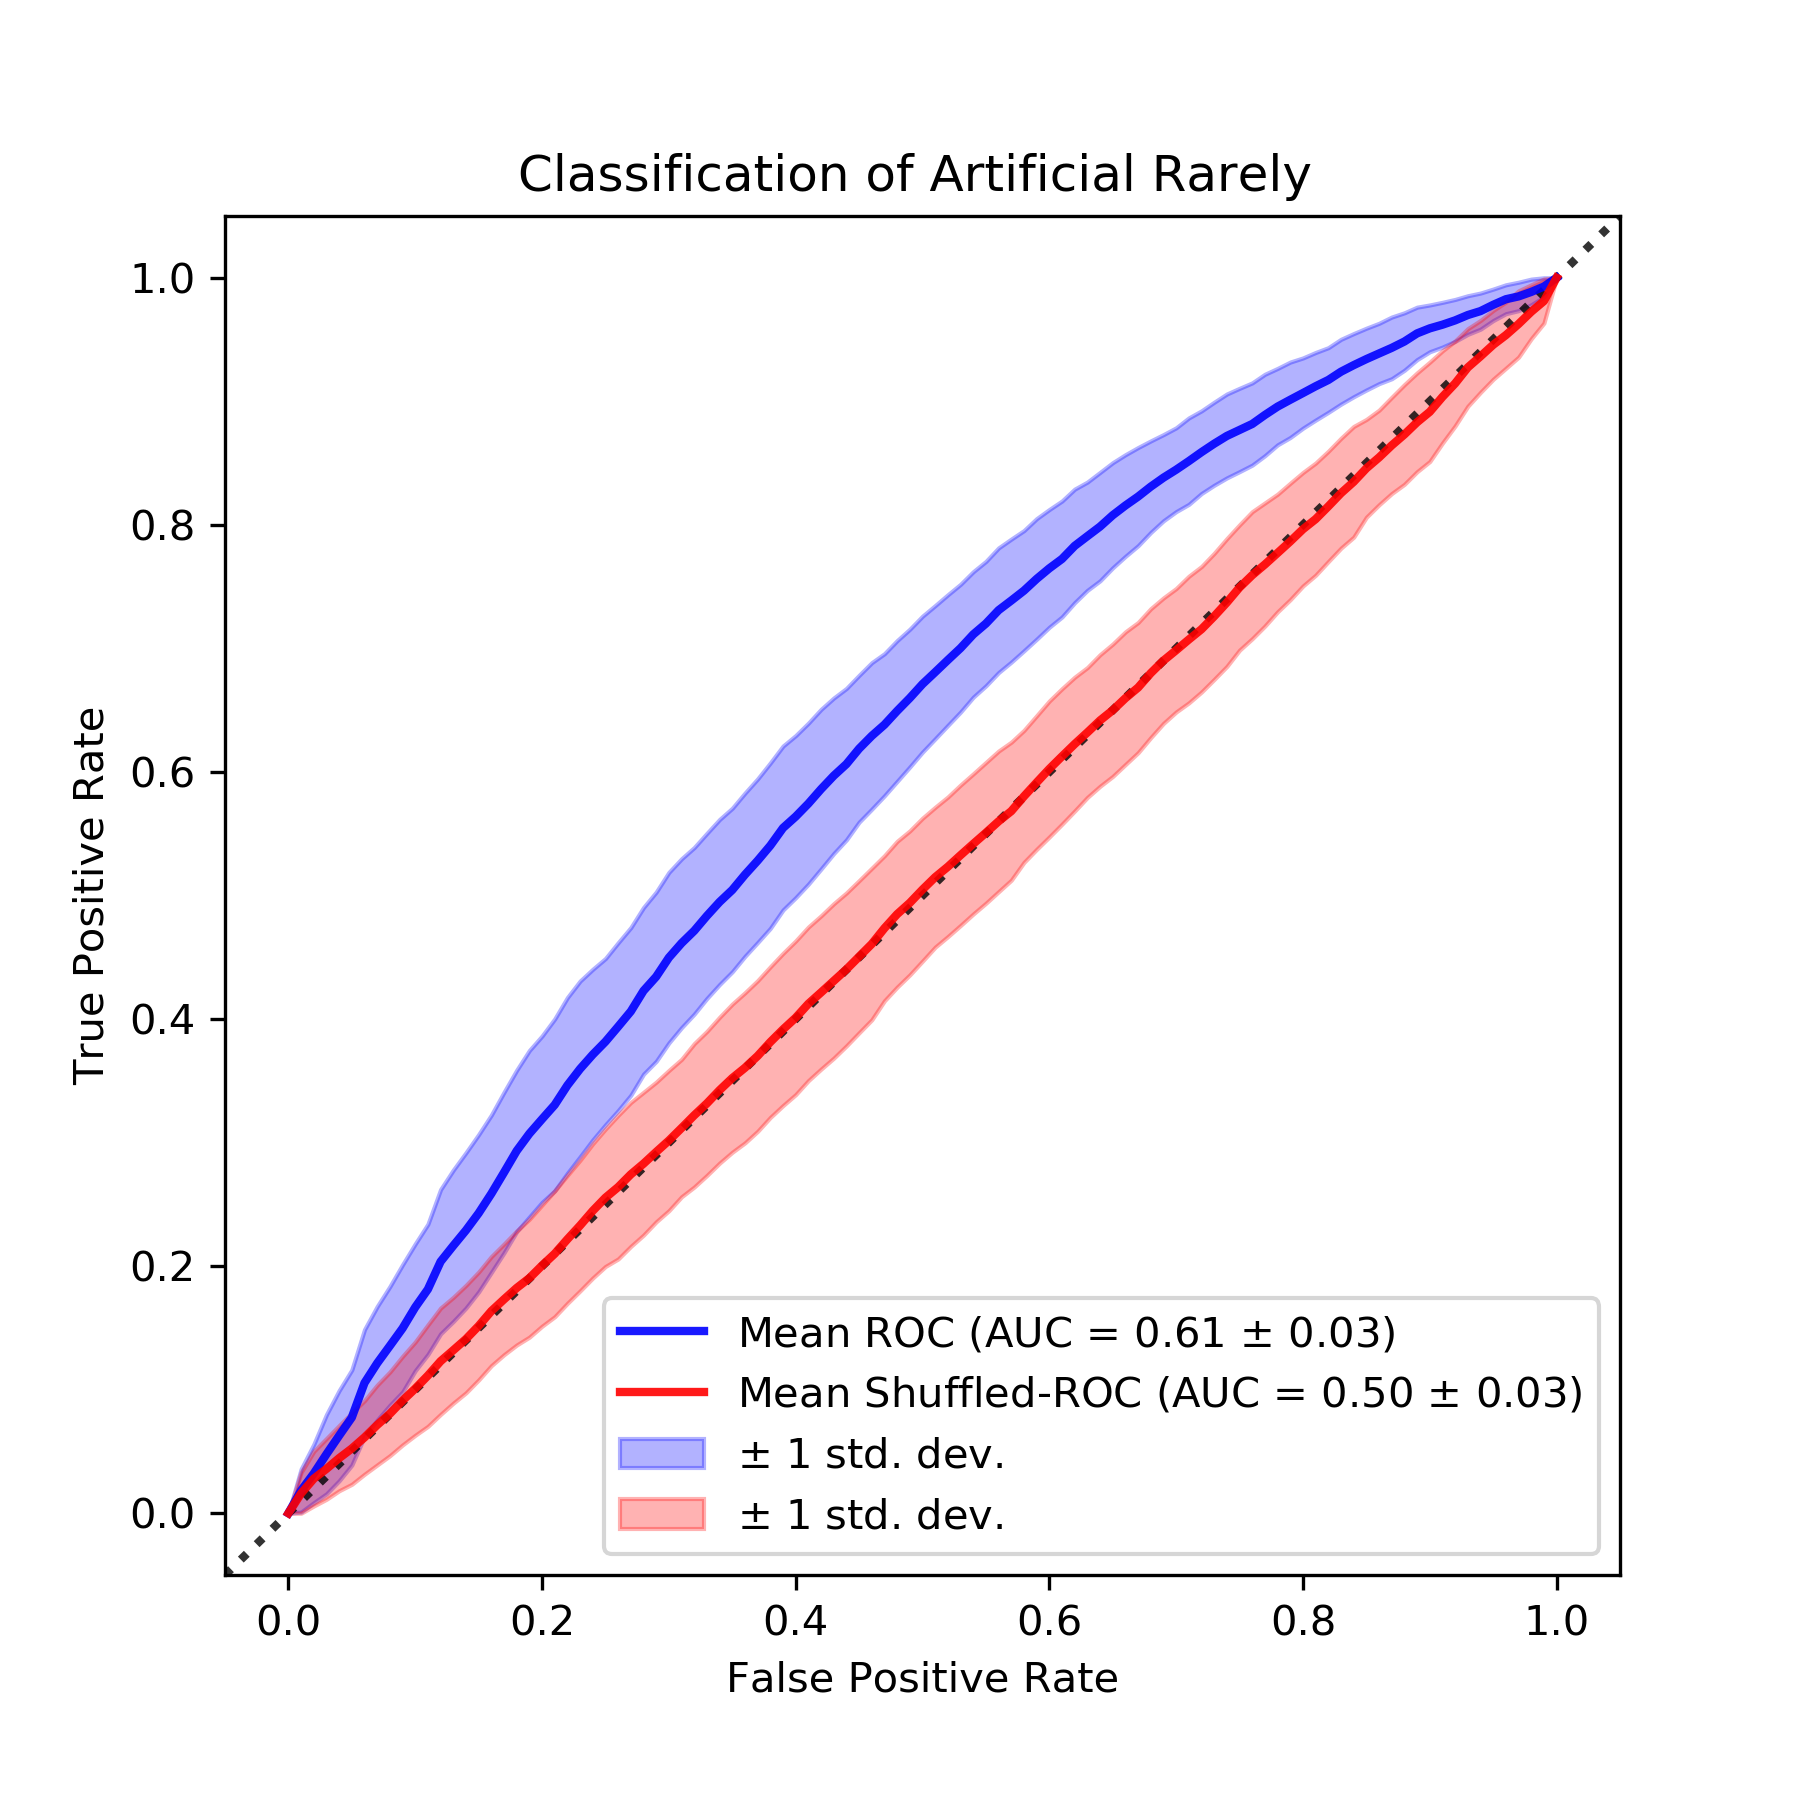 Classification of Artificial Rarely
1.0
0.8
0.6
0.4
0.2
0.0
True Positive Rate
Mean ROC (AUC = 0.61 ± 0.03)
Mean Shuffled-ROC (AUC = 0.50 ± 0.03)
± 1 std. dev.
± 1 std. dev.
0.0 0.2 0.4 0.6 0.8 1.0
False Positive Rate